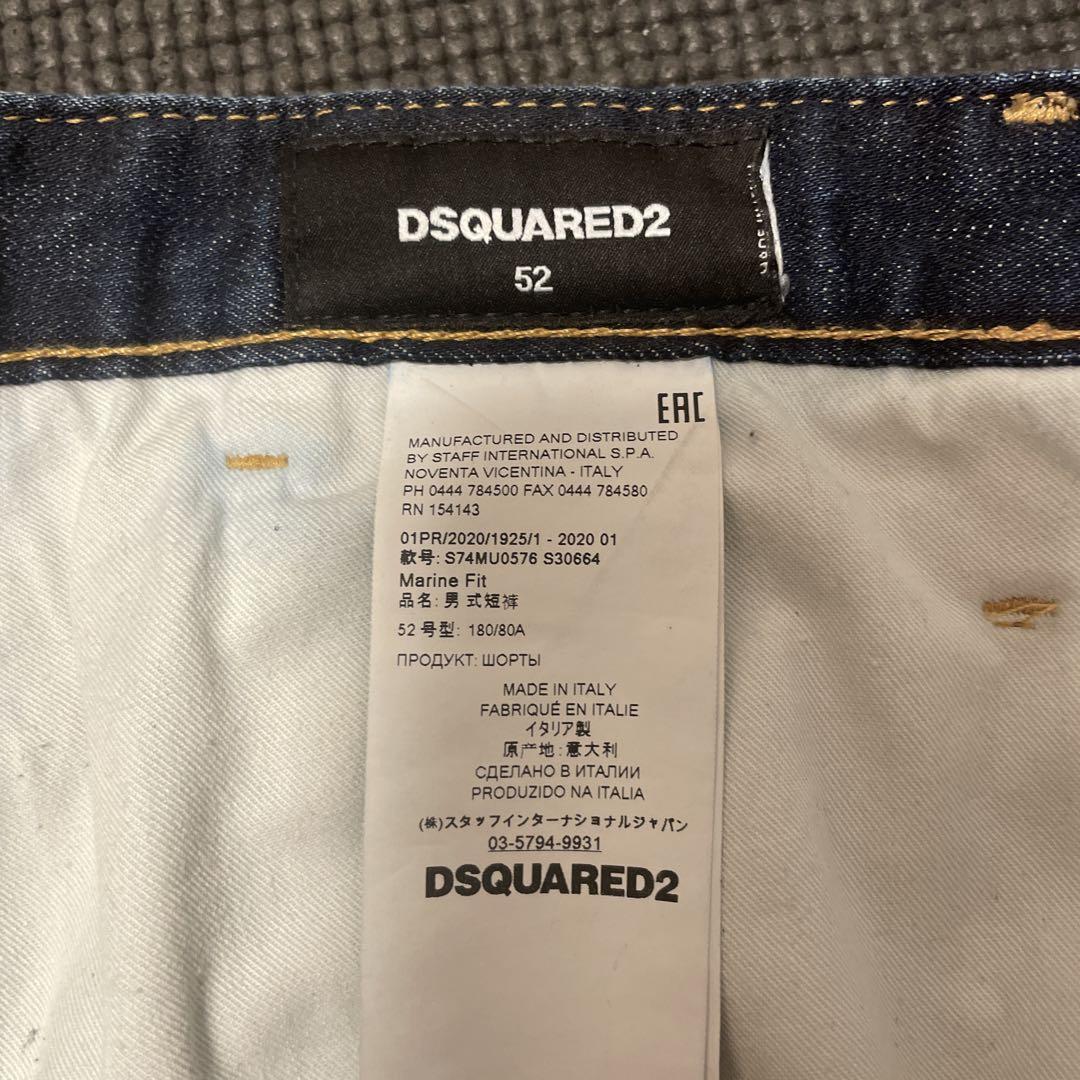 DSQUARED2
52
EAC
MANUFACTURED AND DISTRIBUTED
BY STAFF INTERNATIONAL S.P.A.
NOVENTA VICENTINA - ITALY
PH 0444 784500 FAX 0444 784580
RN 154143
01PR/2020/1925/1 - 2020 01
款号: S74MU0576 S30664
Marine Fit
品名: 男 式短裤
52 号型: 180/80A
ПРОДУКТ: ШОРТЫ
MADE IN ITALY
FABRIQUÉ EN ITALIE
イタリア製
原产地: 意大利
СДЕЛАНО В ИТАЛИИ
PRODUZIDO NA ITALIA
(株)スタッフインターナショナルジャパン
03-5794-9931
DSQUARED2